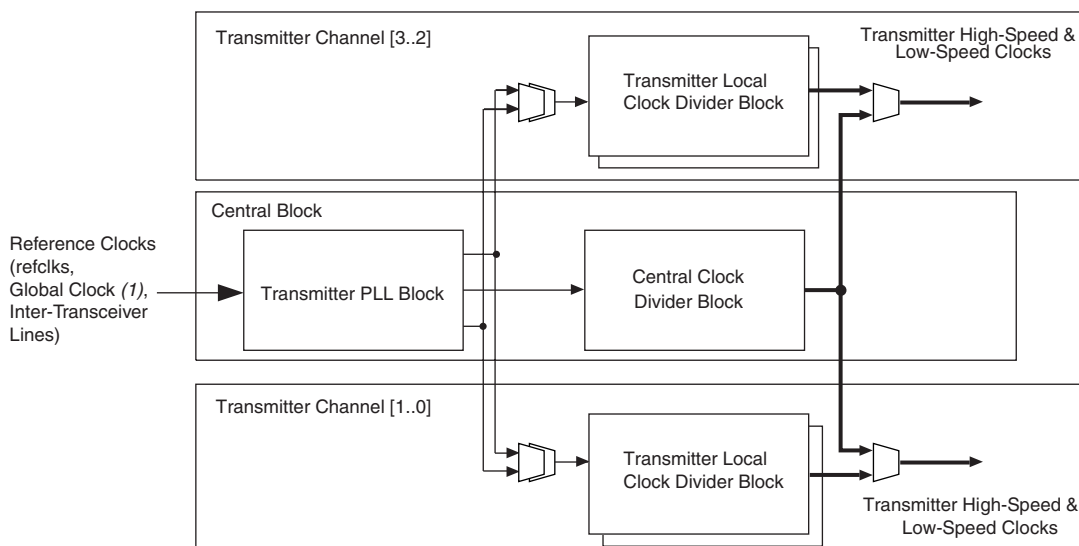 Transmitter Channel [3..2]
Transmitter High-Speed &
Low-Speed Clocks
Transmitter Local
Clock Divider Block
Central Block
Reference Clocks
(refclks,
Global Clock (1),
Inter-Transceiver
Lines)
Transmitter PLL Block
Central Clock
Divider Block
Transmitter Channel [1..0]
Transmitter Local
Clock Divider Block
Transmitter High-Speed &
Low-Speed Clocks